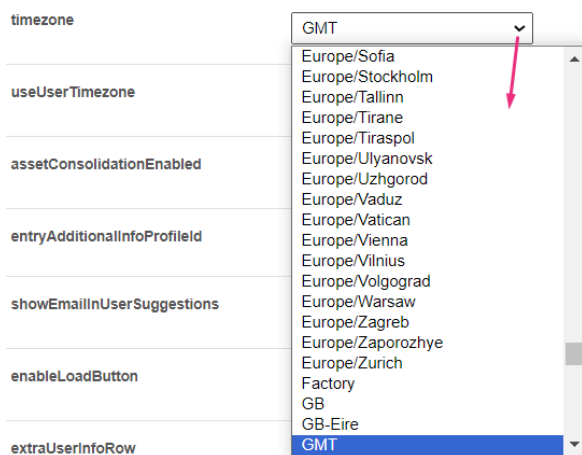 timezone
GMT
Europe/Sofia
Europe/Stockholm
useUserTimezone
Europe/Tallinn
Europe/Tirane
Europe/Tiraspol
Europe/Ulyanovsk
assetConsolidationEnabled
Europe/Uzhgorod
Europe/Vaduz
Europe/Vatican
entryAdditionalInfoProfileId
Europe/Vienna
Europe/Vilnius
Europe/Volgograd
showEmailInUserSuggestions
Europe/Warsaw
Europe/Zagreb
Europe/Zaporozhye
Europe/Zurich
enableLoadButton
Factory
GB
GB-Eire
extraUserInfoRow
GMT